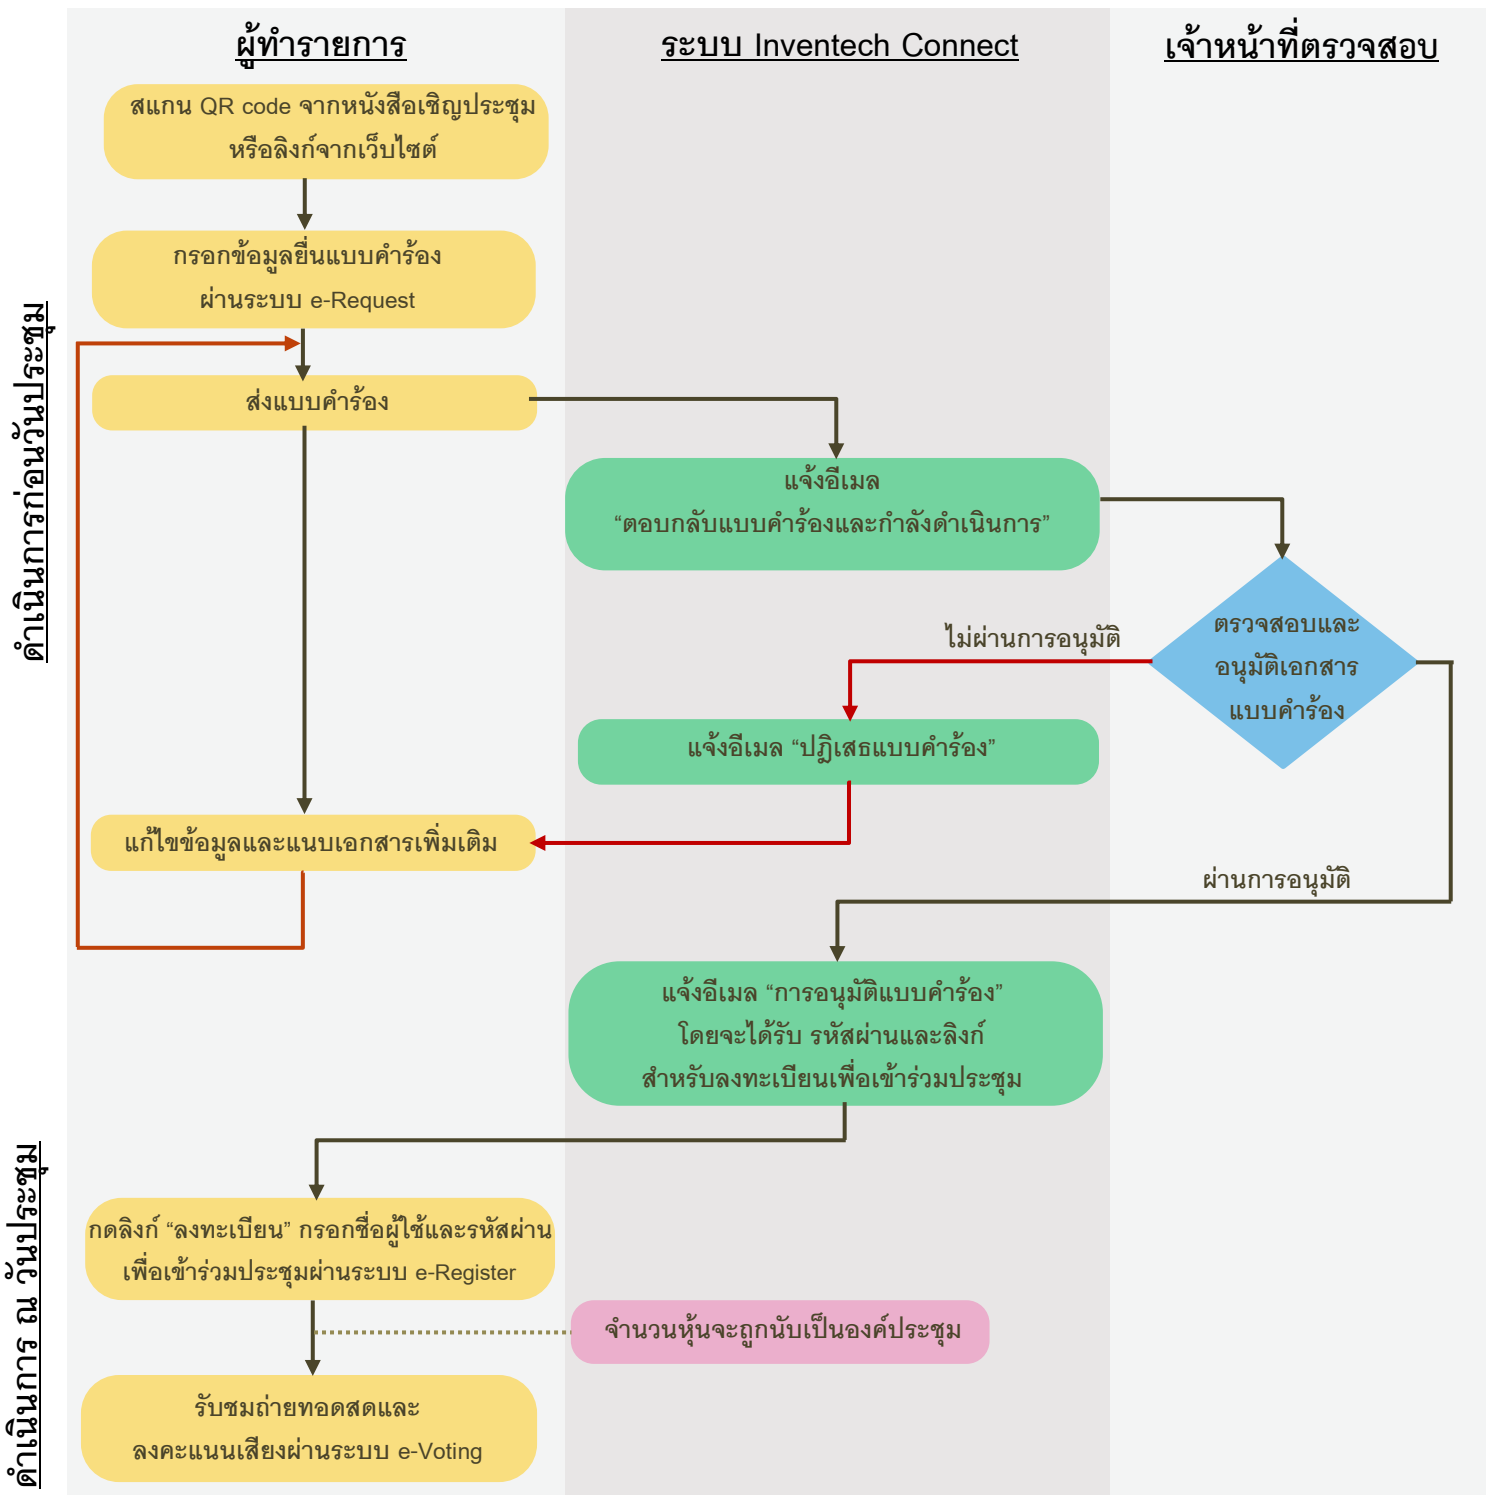 ผู้ทำรายการ
ระบบ Inventech Connect
เจ้าหน้าที่ตรวจสอบ
ดำเนินการก่อนวันประชุม
สแกน QR code จากหนังสือเชิญประชุม
หรือลิงก์จากเว็บไซต์
กรอกข้อมูลยื่นแบบคำร้อง
ผ่านระบบ e-Request
ส่งแบบคำร้อง
แจ้งอีเมล
“ตอบกลับแบบคำร้องและกำลังดำเนินการ”
ตรวจสอบและ
อนุมัติเอกสาร
แบบคำร้อง
ไม่ผ่านการอนุมัติ
แจ้งอีเมล “ปฏิเสธแบบคำร้อง”
แก้ไขข้อมูลและแนบเอกสารเพิ่มเติม
ผ่านการอนุมัติ
แจ้งอีเมล “การอนุมัติแบบคำร้อง”
โดยจะได้รับ รหัสผ่านและลิงก์
สำหรับลงทะเบียนเพื่อเข้าร่วมประชุม
ดำเนินการ ณ วันประชุม
กดลิงก์ “ลงทะเบียน” กรอกชื่อผู้ใช้และรหัสผ่าน
เพื่อเข้าร่วมประชุมผ่านระบบ e-Register
จำนวนหุ้นจะถูกนับเป็นองค์ประชุม
รับชมถ่ายทอดสดและ
ลงคะแนนเสียงผ่านระบบ e-Voting